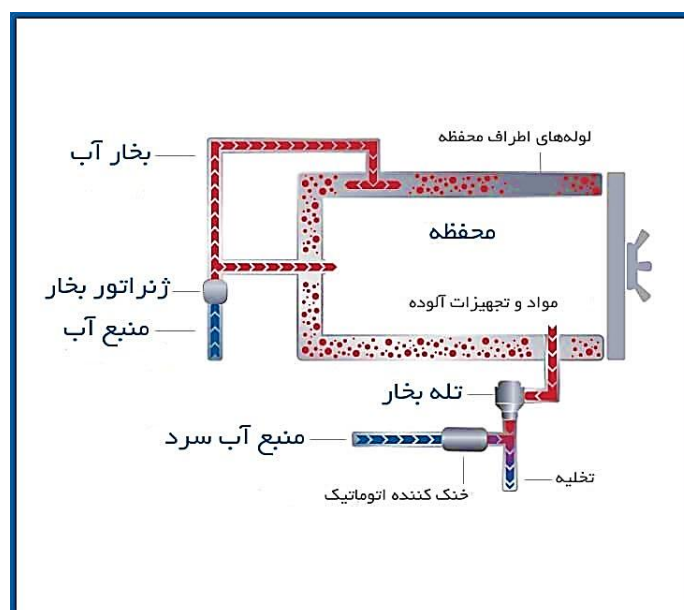 لوله‌های اطراف محفظه
بخار آب
محفظه
ژنراتور بخار
مواد و تجهیزات آلوده
منبع آب
تله بخار
منبع آب سرد
تخلیه
خنک کننده اتوماتیک